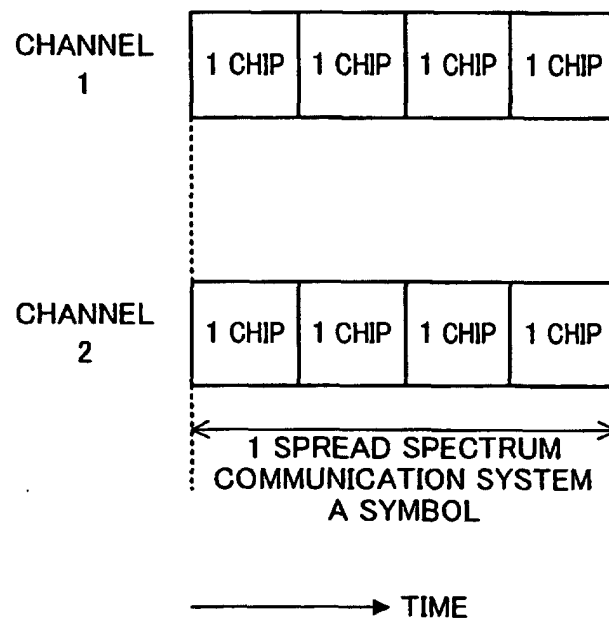 CHANNEL
1
1 CHIP 1 CHIP 1 CHIP 1 CHIP
CHANNEL
2
1 CHIP 1 CHIP 1 CHIP 1 CHIP
1 SPREAD SPECTRUM
COMMUNICATION SYSTEM
A SYMBOL
TIME